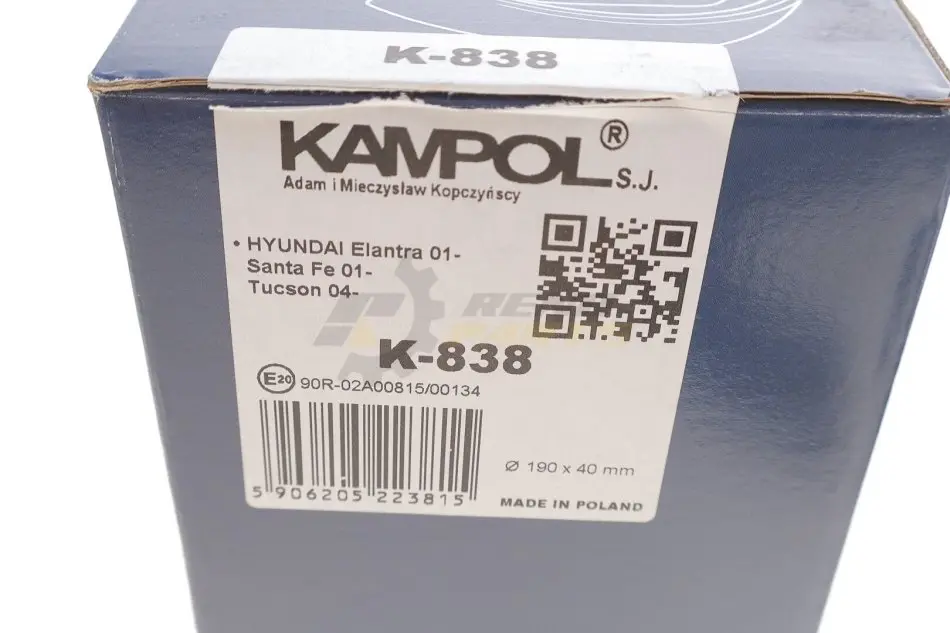 K-838
KAMPOL® S.J.
Adam i Mieczysław Kopczyńscy
• HYUNDAI Elantra 01-
Santa Fe 01-
Tucson 04-
K-838
E20 90R-02A00815/00134
Ø 190 x 40 mm
5 906205 223815
MADE IN POLAND